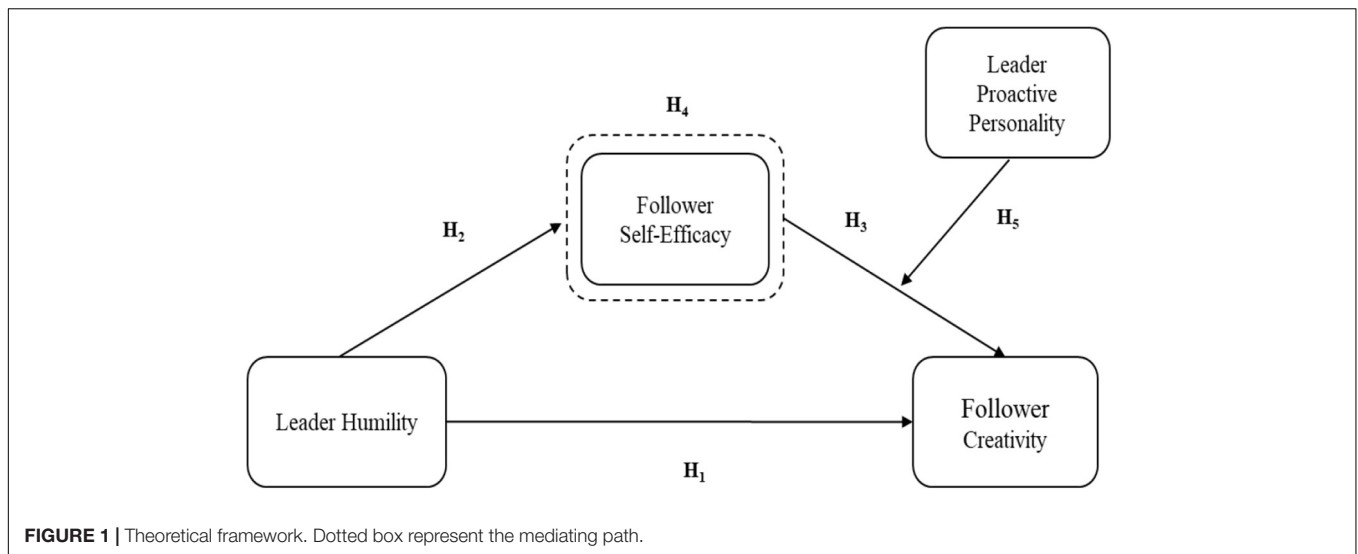 Leader
Proactive
Personality
H₄
Follower
Self-Efficacy
H₂
H₃
H₅
Leader Humility
Follower
Creativity
H₁
FIGURE 1 | Theoretical framework. Dotted box represent the mediating path.